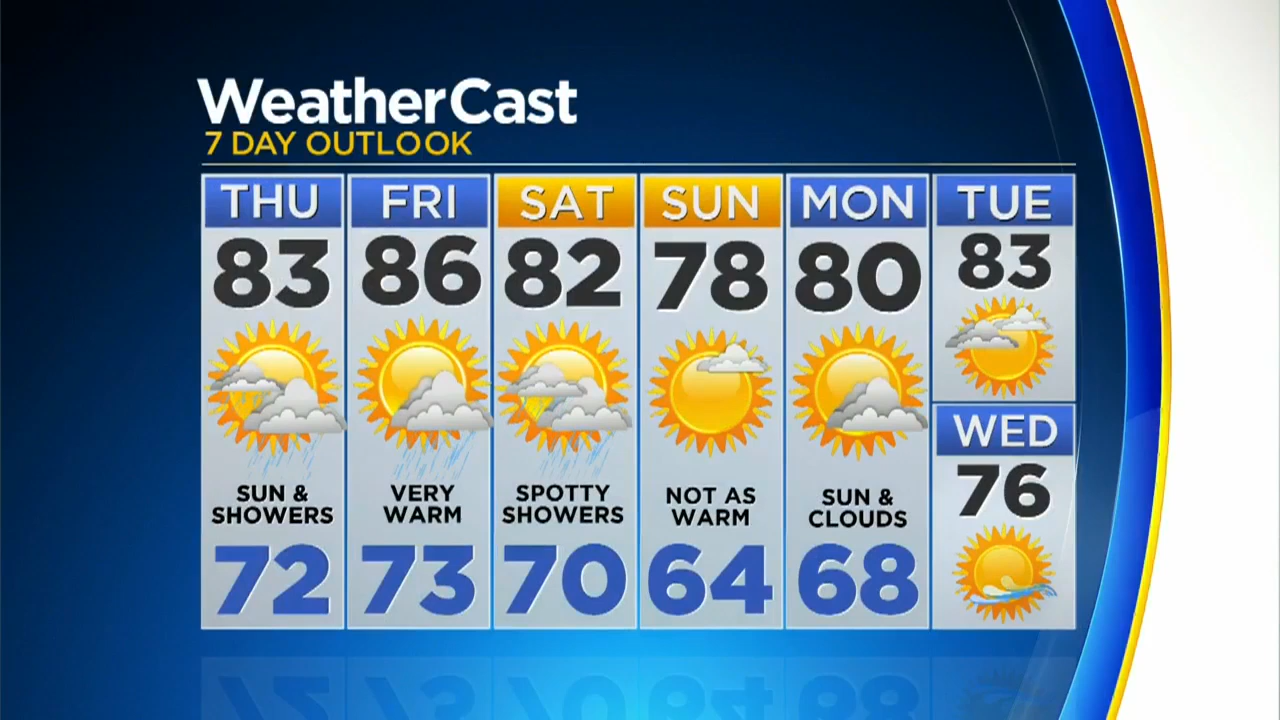 WeatherCast
7 DAY OUTLOOK
THU
83
SUN &
SHOWERS
72
FRI
86
VERY
WARM
73
SAT
82
SPOTTY
SHOWERS
70
SUN
78
NOT AS
WARM
64
MON
80
SUN &
CLOUDS
68
TUE
83
WED
76